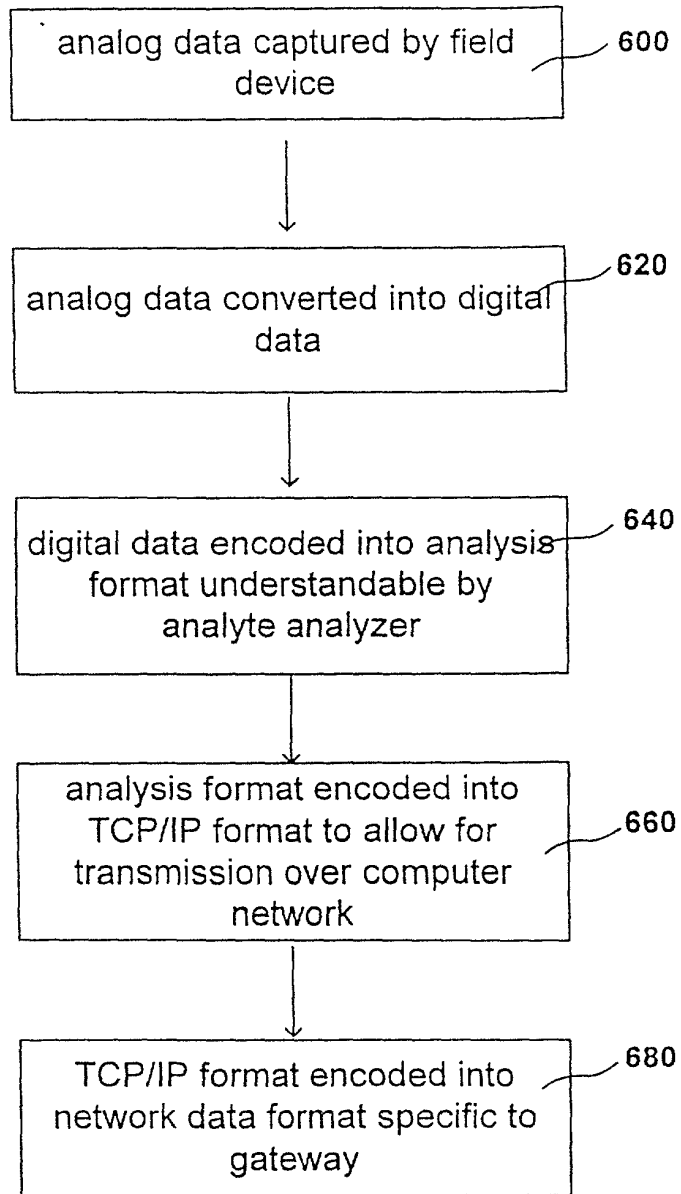 analog data captured by field
device
600
analog data converted into digital
data
620
digital data encoded into analysis
format understandable by
analyte analyzer
640
analysis format encoded into
TCP/IP format to allow for
transmission over computer
network
660
TCP/IP format encoded into
network data format specific to
gateway
680